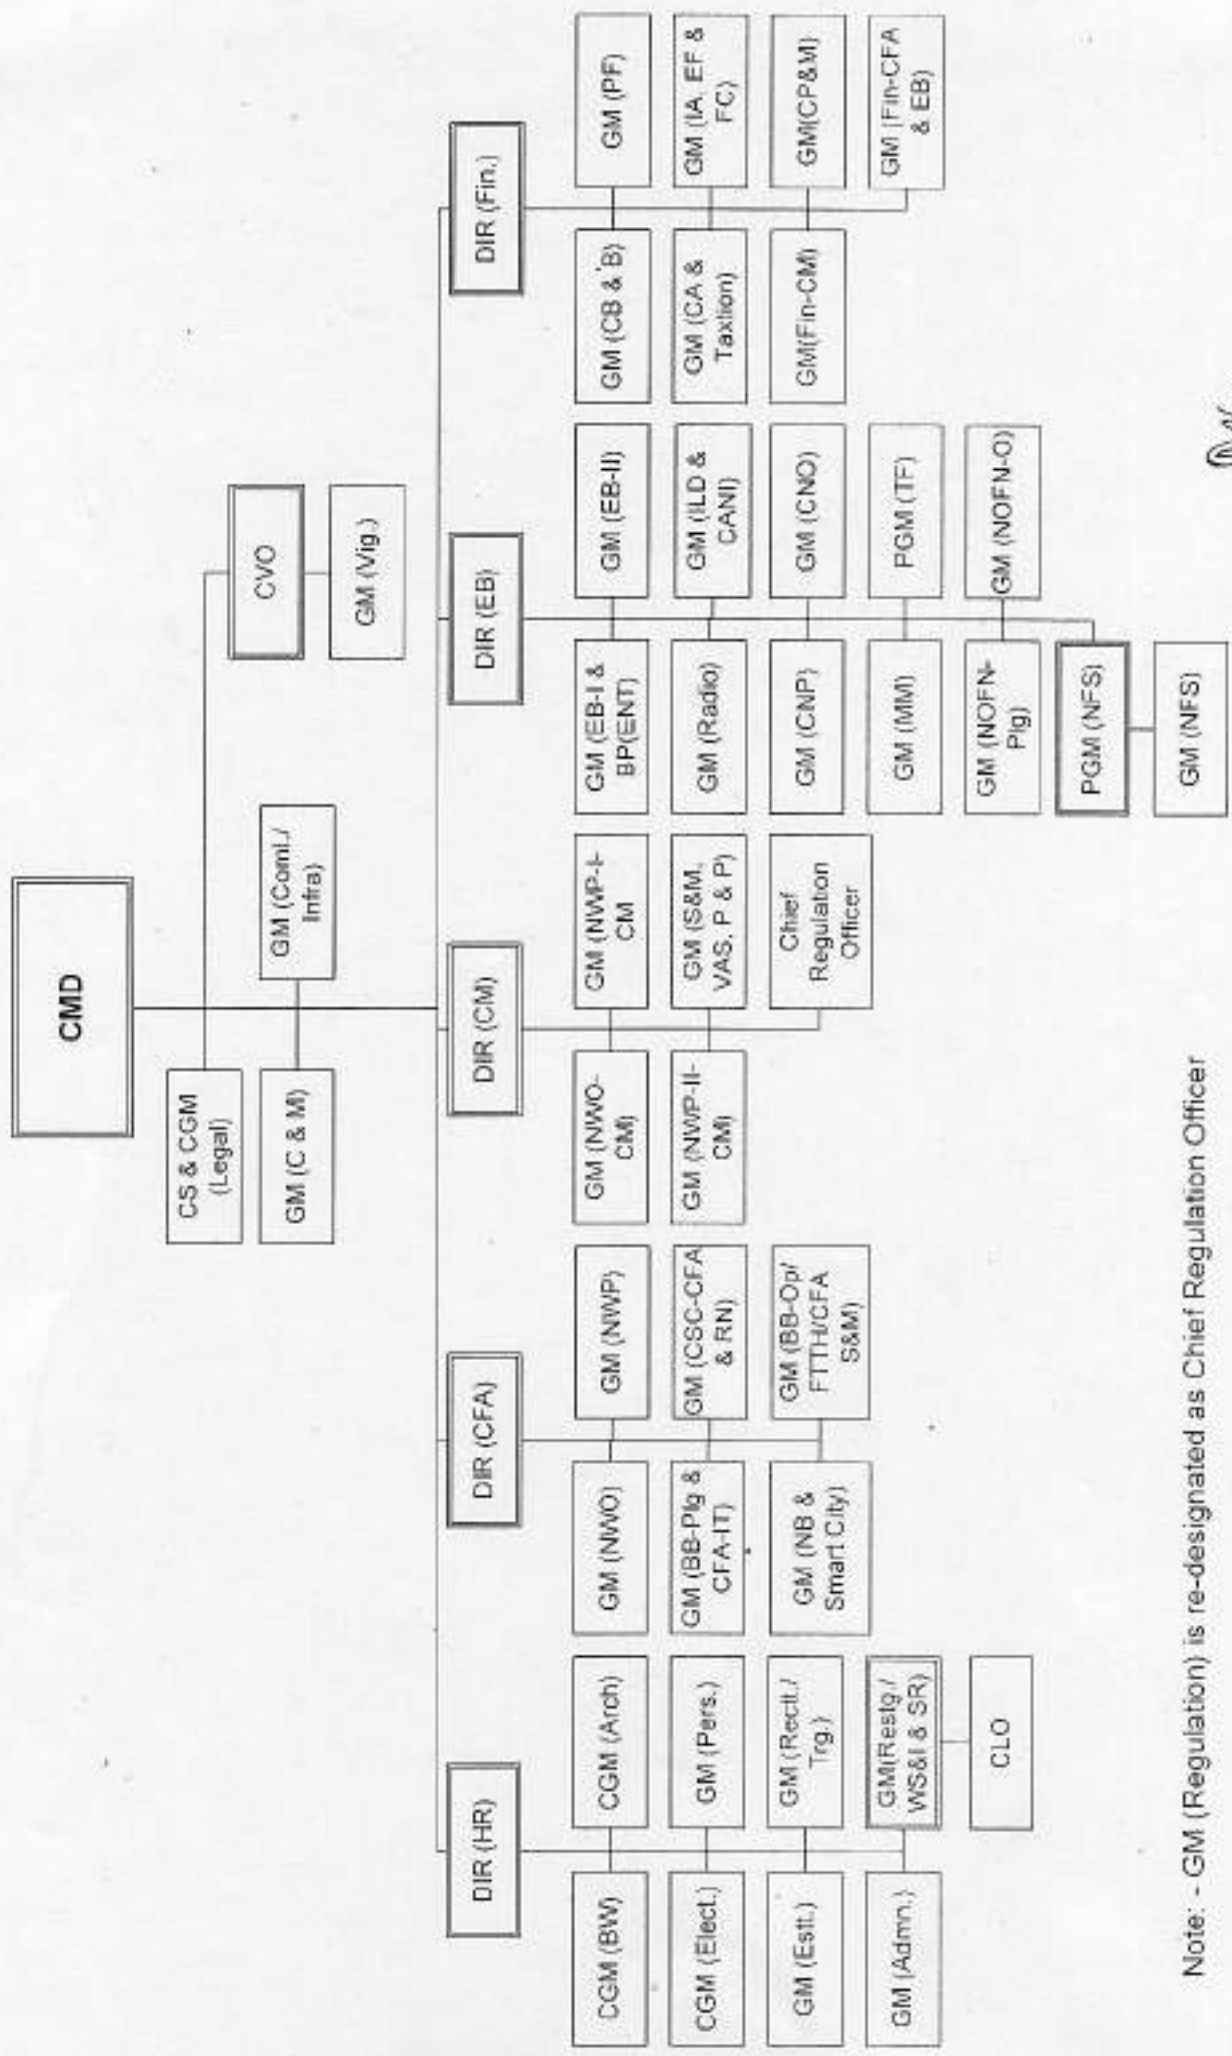 CMD
CS & CGM
(Legal)
CVO
GM (C & M)
GM (Coml./
Infra)
GM (Vig.)
DIR (HR)
DIR (CFA)
DIR (CM)
DIR (EB)
DIR (Fin.)
CGM (BW)
CGM (Arch)
CGM (Elect.)
GM (Pers.)
GM (Estt.)
GM (Rectt./
Trg.)
GM (Admn.)
GM(Restg./
WS&I & SR)
CLO
GM (NWO)
GM (NWP)
GM (BB-Plg &
CFA-IT)
GM (CSC-CFA
& RN)
GM (NB &
Smart City)
GM (BB-Op/
FTTH/CFA
S&M)
GM (NWO-
CM)
GM (NWP-I-
CM
GM (NWP-II-
CM)
GM (S&M,
VAS, P & P)
Chief
Regulation
Officer
GM (EB-I &
BP(ENT)
GM (EB-II)
GM (Radio)
GM (ILD &
CANI)
GM (CNP)
GM (CNO)
GM (MM)
PGM (TF)
GM (NOFN-
Plg)
GM (NOFN-O)
PGM (NFS)
GM (NFS)
GM (CB & B)
GM (PF)
GM (CA &
Taxtion)
GM (IA, EF &
FC)
GM(Fin-CM)
GM(CP&M)
GM (Fin-CFA
& EB)
Note: - GM (Regulation) is re-designated as Chief Regulation Officer